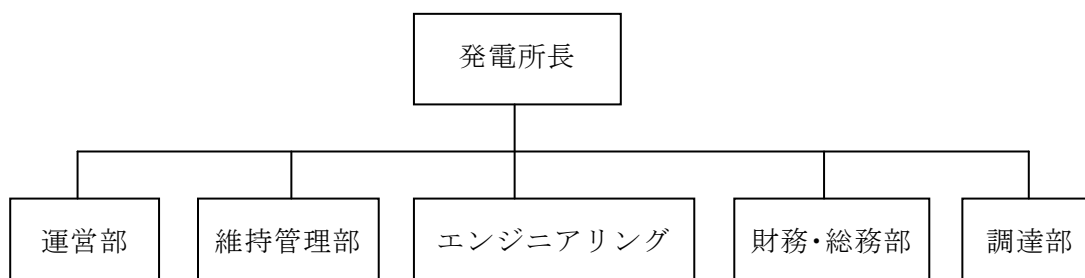 発電所長
運営部
維持管理部
エンジニアリング
財務・総務部
調達部